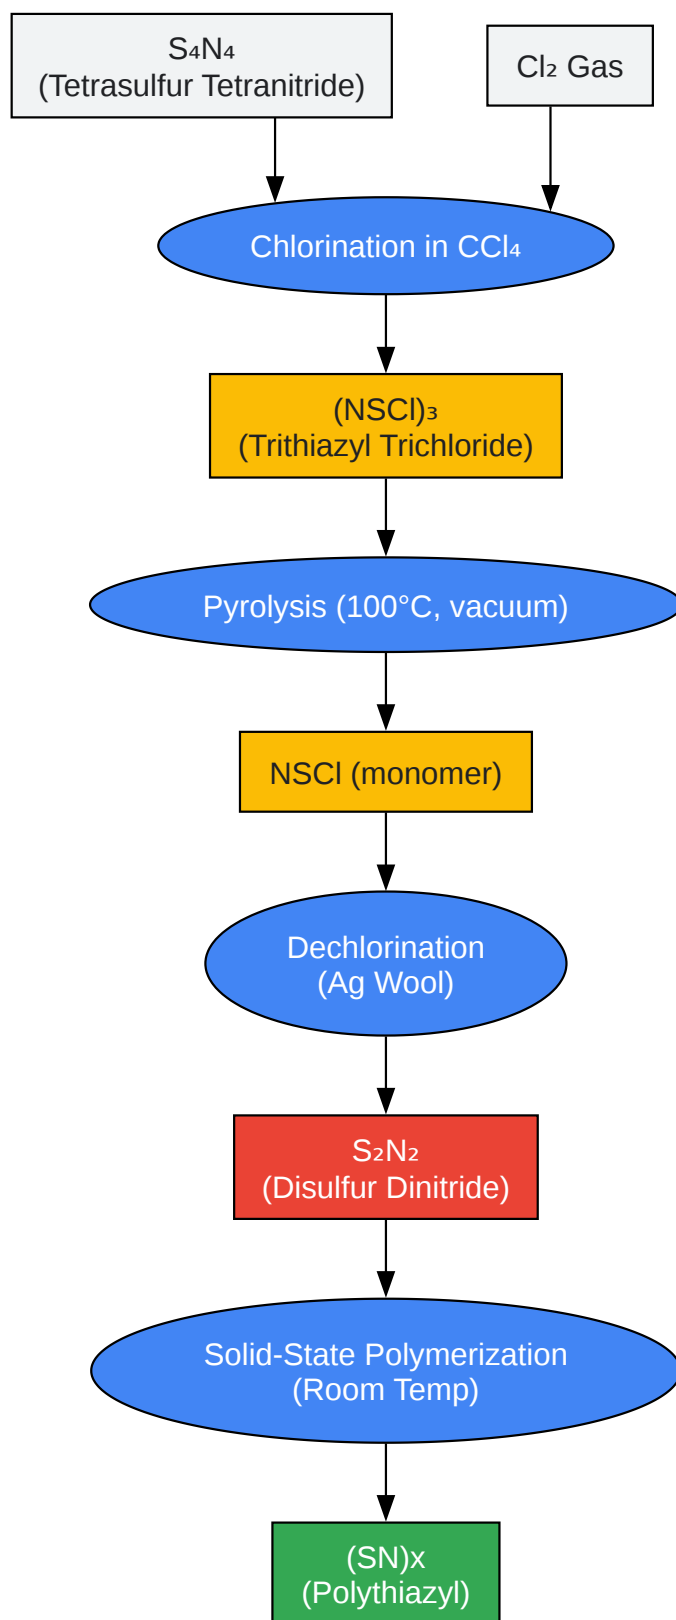 S₄N₄
(Tetrasulfur Tetranitride)
Cl₂ Gas
Chlorination in CCl₄
(NSCl)₃
(Trithiazyl Trichloride)
Pyrolysis (100°C, vacuum)
NSCl (monomer)
Dechlorination
(Ag Wool)
S₂N₂
(Disulfur Dinitride)
Solid-State Polymerization
(Room Temp)
(SN)x
(Polythiazyl)